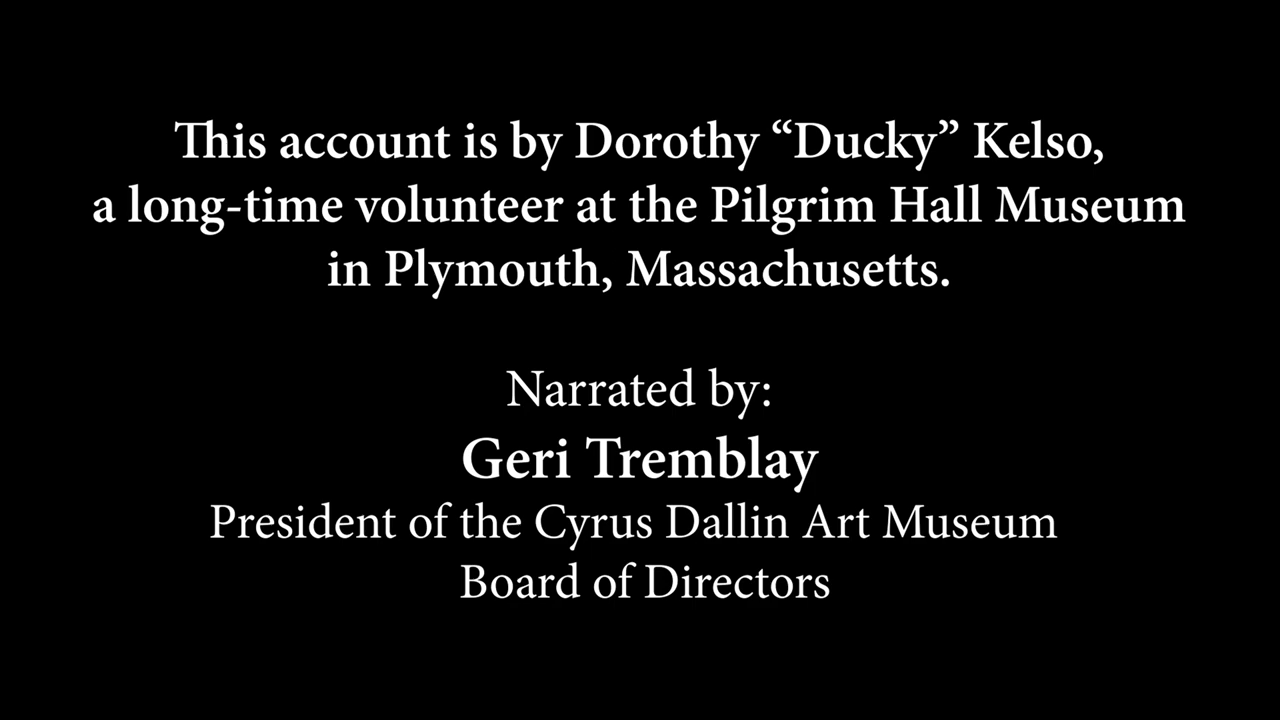 This account is by Dorothy “Ducky” Kelso,
a long-time volunteer at the Pilgrim Hall Museum
in Plymouth, Massachusetts.
Narrated by:
Geri Tremblay
President of the Cyrus Dallin Art Museum
Board of Directors